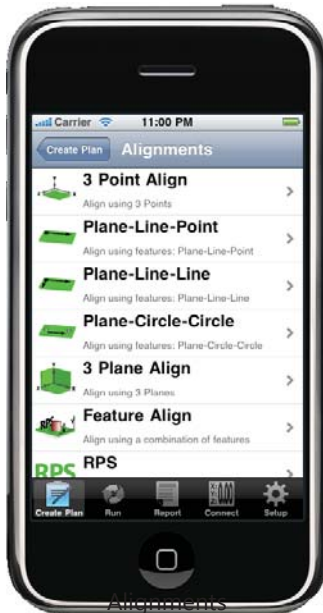 Carrier 11:00 PM
Create Plan Alignments
3 Point Align
Align using 3 Points
Plane-Line-Point
Align using features: Plane-Line-Point
Plane-Line-Line
Align using features: Plane-Line-Line
Plane-Circle-Circle
Align using features: Plane-Circle-Circle
3 Plane Align
Align using 3 Planes
Feature Align
Align using a combination of features
RPS RPS
Create Plan Run Report Connect Setup
Alignments